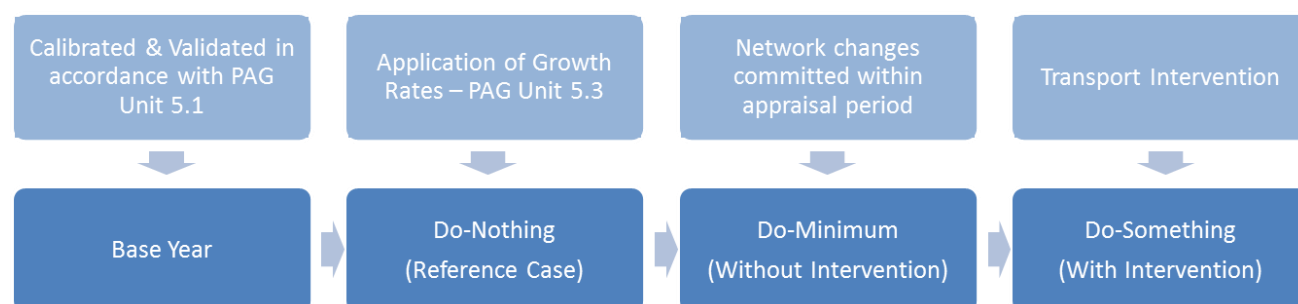 Calibrated & Validated in
accordance with PAG
Unit 5.1
Application of Growth
Rates – PAG Unit 5.3
Network changes
committed within
appraisal period
Transport Intervention
Base Year
Do-Nothing
(Reference Case)
Do-Minimum
(Without Intervention)
Do-Something
(With Intervention)